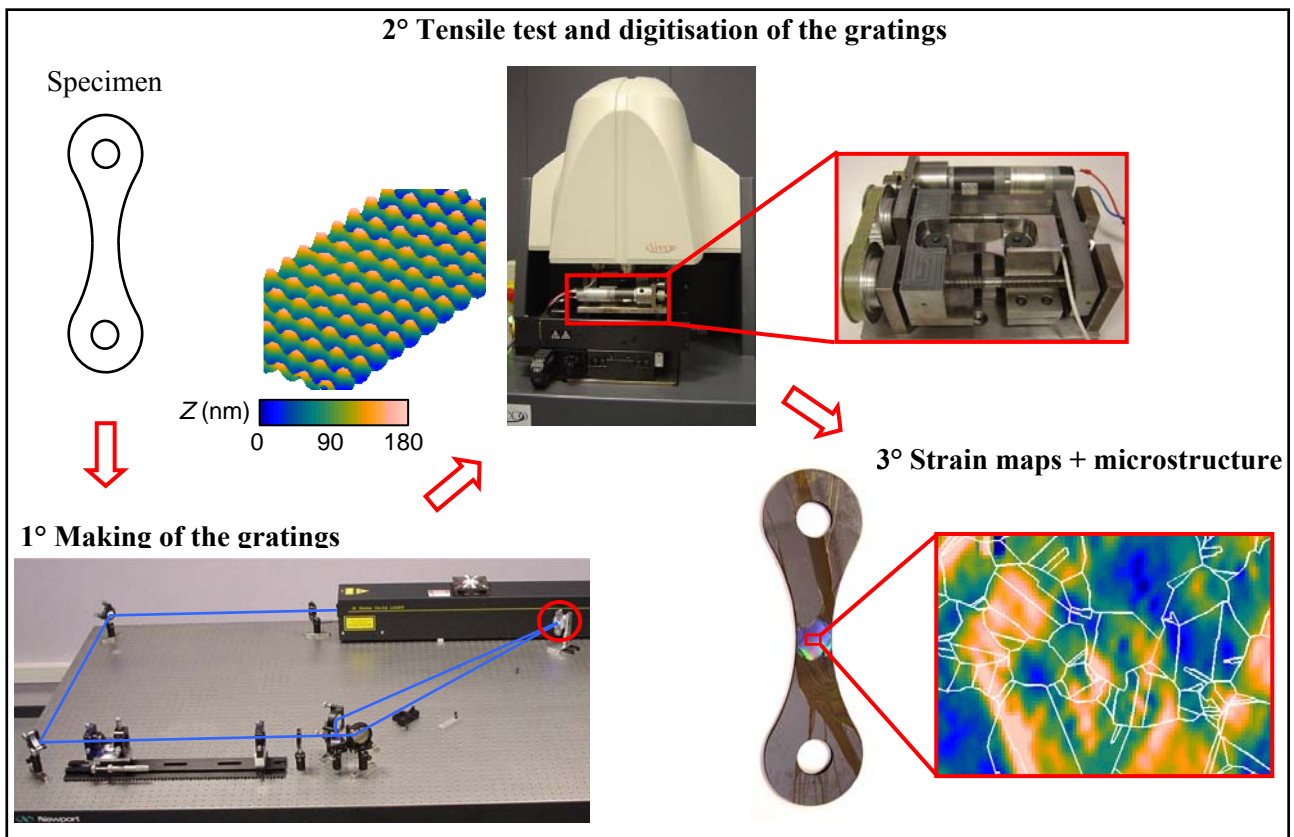 2° Tensile test and digitisation of the gratings
Specimen
Z (nm)
0 90 180
3° Strain maps + microstructure
1° Making of the gratings
Newport